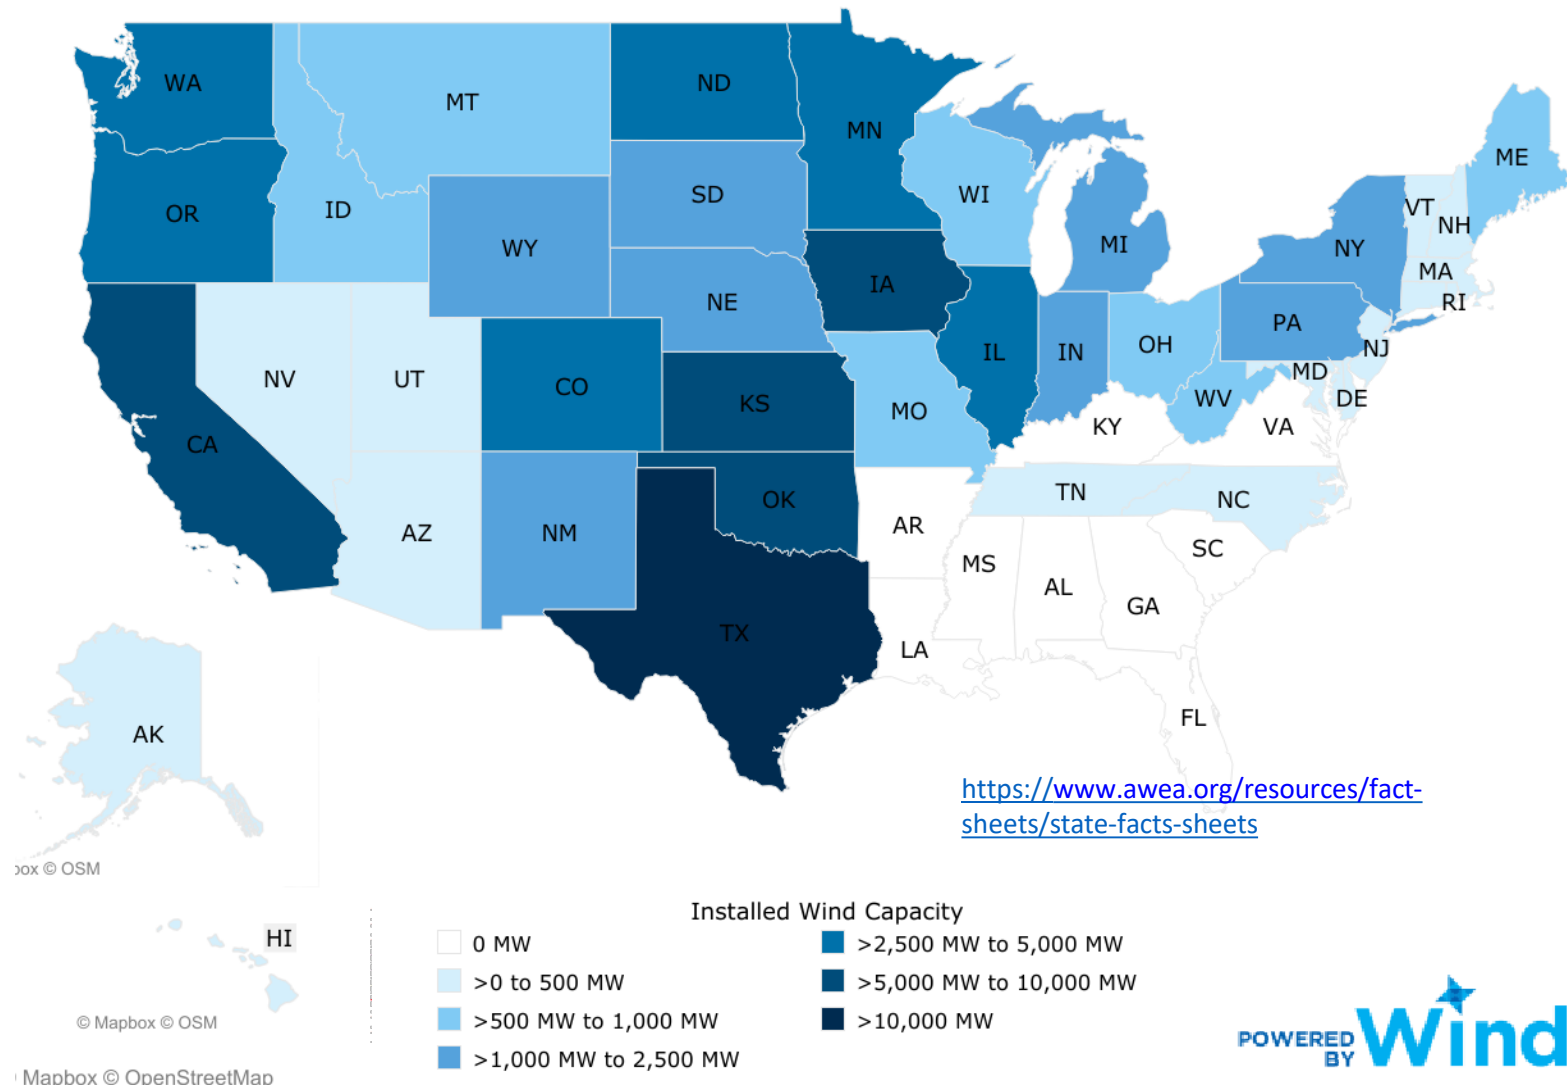 WA
MT
ND
MN
ME
OR
ID
SD
WI
VT
NH
WY
MI
NY
MA
NE
IA
RI
PA
NV
UT
CO
IL
IN
OH
NJ
MD
KS
MO
WV
DE
CA
KY
VA
OK
TN
NC
AZ
NM
AR
SC
MS
AL
GA
TX
LA
FL
AK
https://www.awea.org/resources/fact-
sheets/state-facts-sheets
box © OSM
HI
© Mapbox © OSM
Mapbox © OpenStreetMap
Installed Wind Capacity
0 MW
>0 to 500 MW
>500 MW to 1,000 MW
>1,000 MW to 2,500 MW
>2,500 MW to 5,000 MW
>5,000 MW to 10,000 MW
>10,000 MW
POWERED
BY
Wind